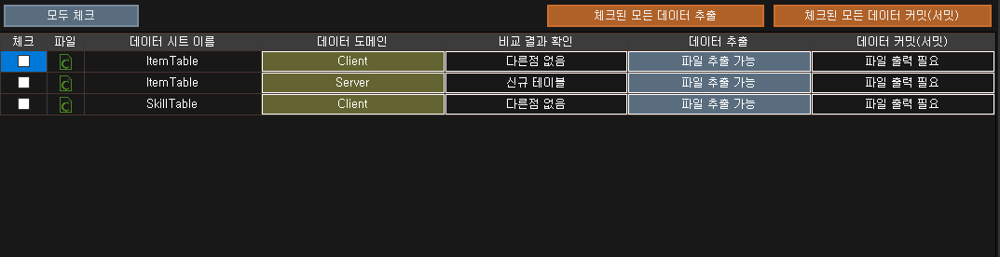 모두 체크 체크된 모든 데이터 추출 체크된 모든 데이터 커밋(서밋)
체크 파일 데이터 시트 이름 데이터 도메인 비교 결과 확인 데이터 추출 데이터 커밋(서밋)
C ItemTable Client 다른점 없음 파일 추출 가능 파일 출력 필요
C ItemTable Server 신규 테이블 파일 추출 가능 파일 출력 필요
C SkillTable Client 다른점 없음 파일 추출 가능 파일 출력 필요